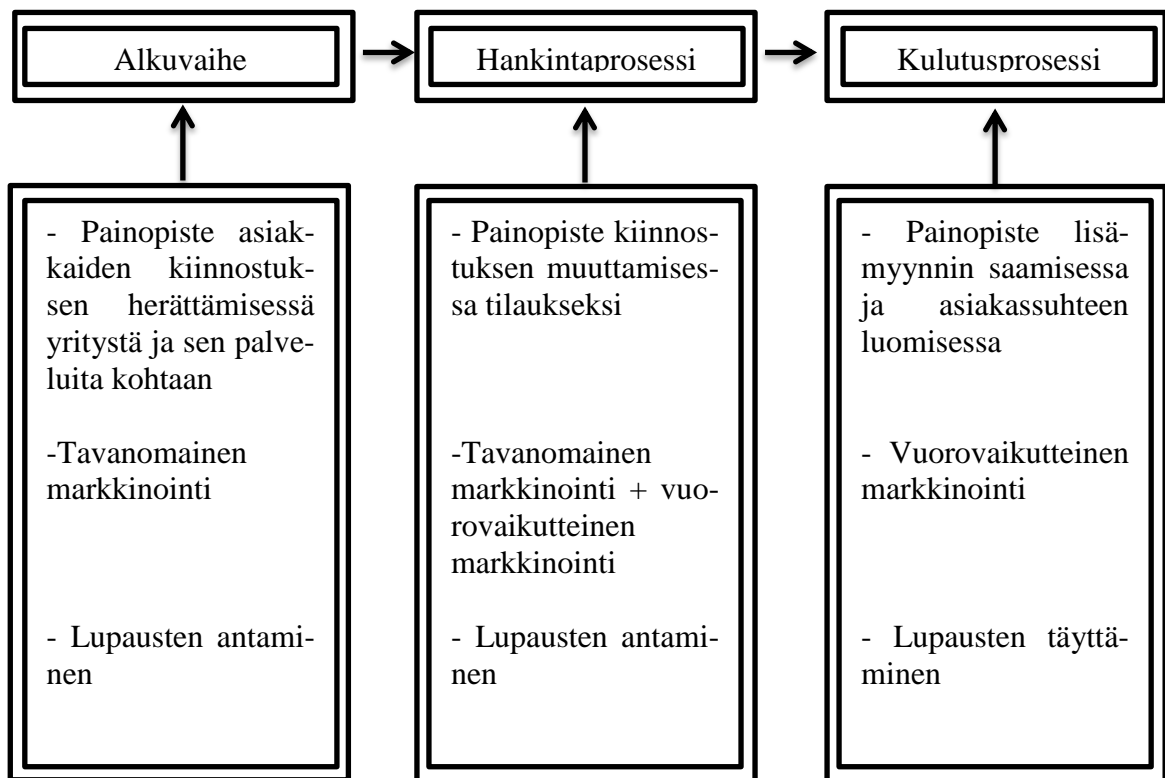 Alkuvaihe
Hankintaprosessi
Kulutusprosessi
- Painopiste asiak-
kaiden kiinnostuk-
sen herättämisessä
yritystä ja sen palve-
luita kohtaan
-Tavanomainen
markkinointi
- Lupausten antami-
nen
- Painopiste kiinnos-
tuksen muuttamises-
sa tilaukseksi
-Tavanomainen
markkinointi + vuo-
rovaikutteinen
markkinointi
- Lupausten antami-
nen
- Painopiste lisä-
myynnin saamisessa
ja asiakassuhteen
luomisessa
- Vuorovaikutteinen
markkinointi
- Lupausten täyttä-
minen